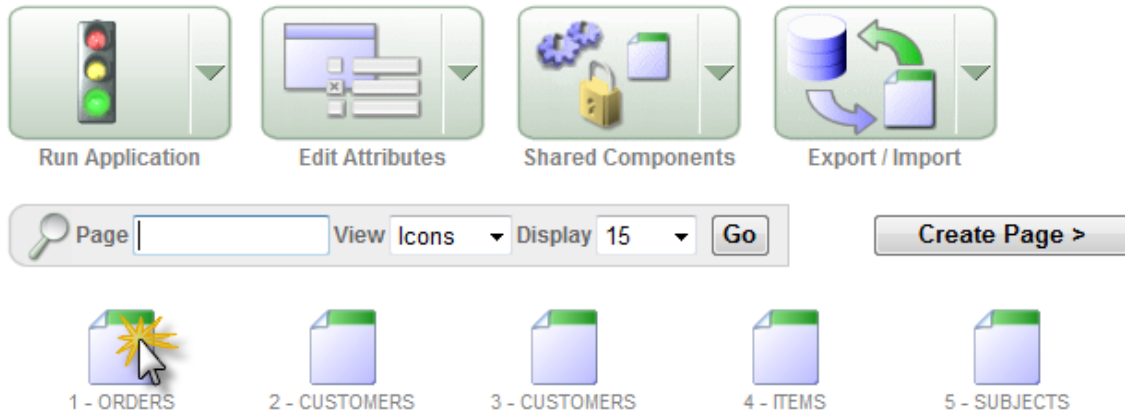 Run Application Edit Attributes Shared Components Export / Import
Page View Icons Display 15 Go Create Page >
1 - ORDERS 2 - CUSTOMERS 3 - CUSTOMERS 4 - ITEMS 5 - SUBJECTS